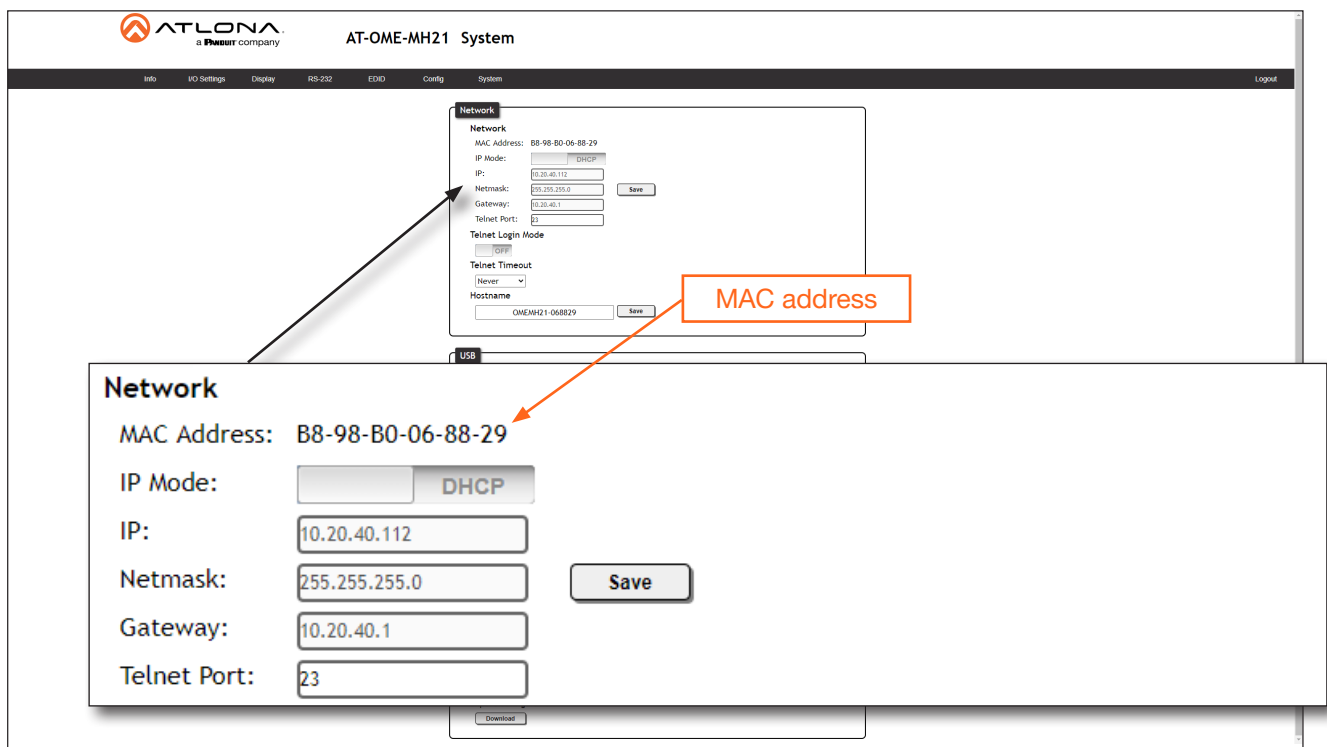 ATLONA.
a PANDUIT company
AT-OME-MH21 System
Info I/O Settings Display RS-232 EDID Config System Logout
Network
Network
MAC Address: B8-98-B0-06-88-29
IP Mode: DHCP
IP: 10.20.40.112
Netmask: 255.255.255.0 Save
Gateway: 10.20.40.1
Telnet Port: 23
Telnet Login Mode
OFF
Telnet Timeout
Never
Hostname
OMEMH21-068829 Save
MAC address
USB
Network
MAC Address: B8-98-B0-06-88-29
IP Mode: DHCP
IP: 10.20.40.112
Netmask: 255.255.255.0 Save
Gateway: 10.20.40.1
Telnet Port: 23
Download